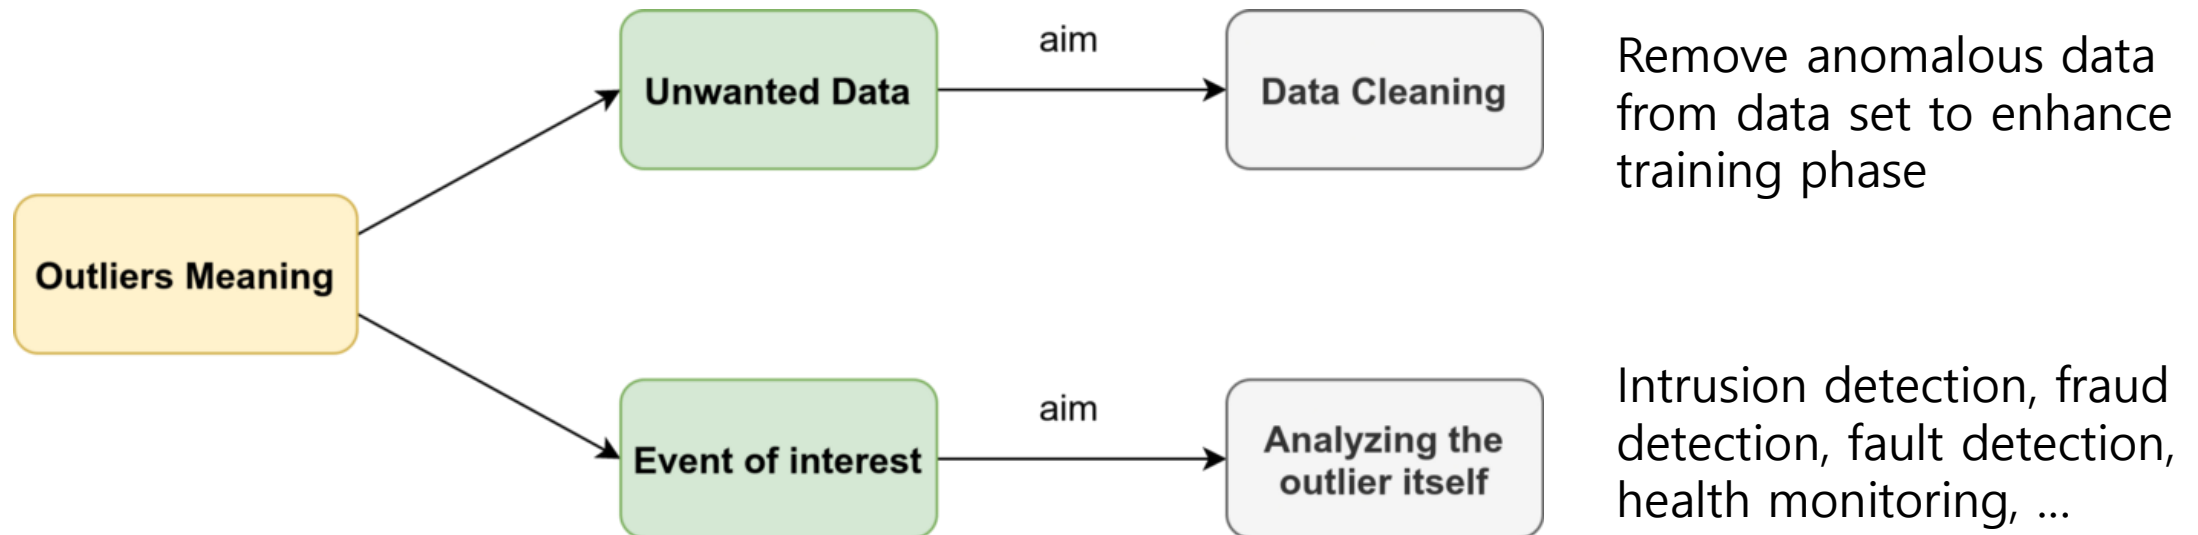 aim
Unwanted Data
Data Cleaning
Remove anomalous data
from data set to enhance
training phase
Outliers Meaning
aim
Event of interest
Analyzing the
outlier itself
Intrusion detection, fraud
detection, fault detection,
health monitoring, ...